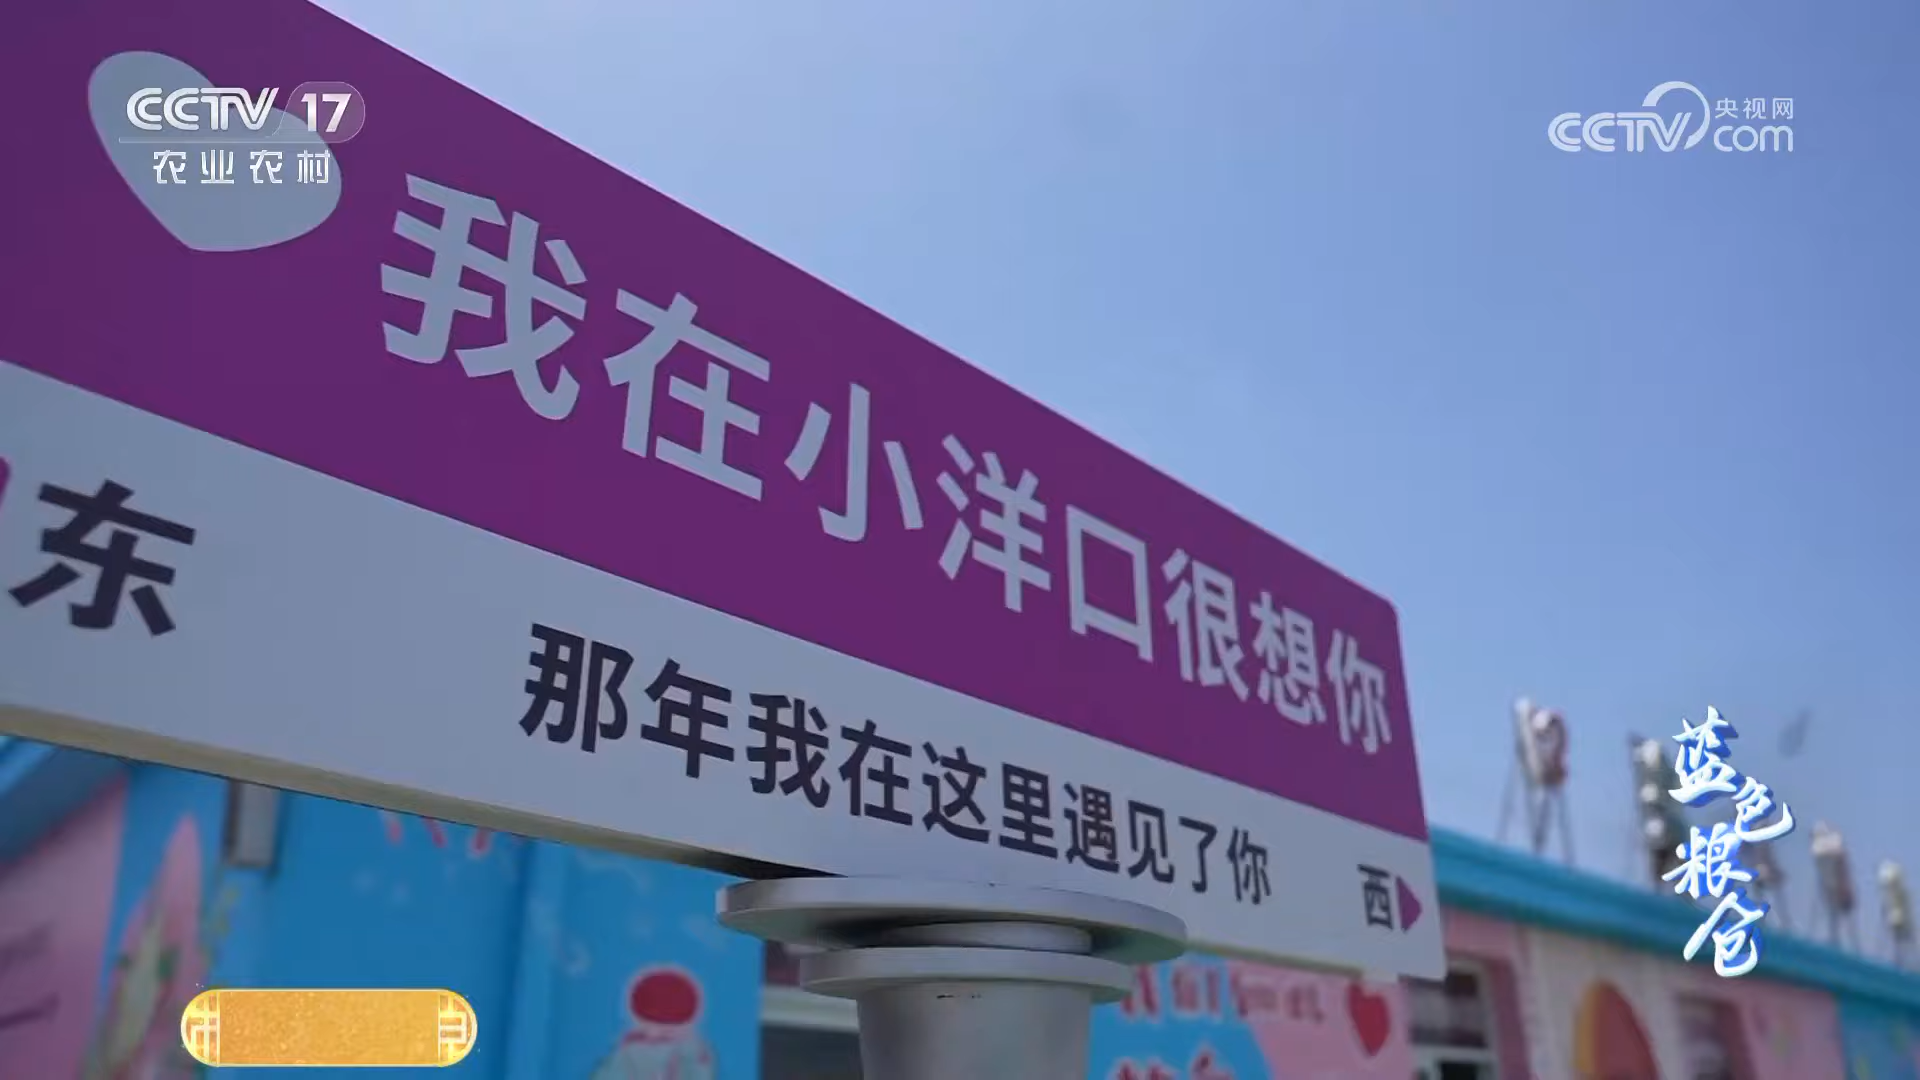 CCTV 17
农业农村
央视网
CCTV com
我在小洋口很想你
东
那年我在这里遇见了你
西
蓝色粮仓